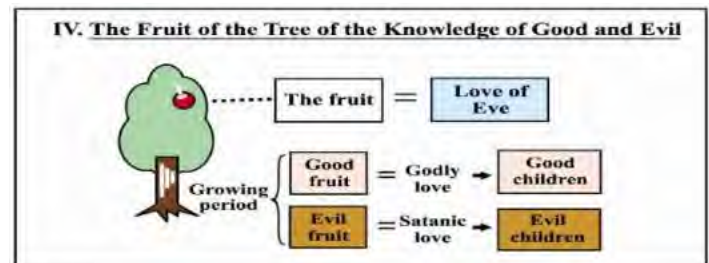 IV. The Fruit of the Tree of the Knowledge of Good and Evil
The fruit = Love of
Eve
Growing
period
Good
fruit = Godly
love → Good
children
Evil
fruit = Satanic
love → Evil
children